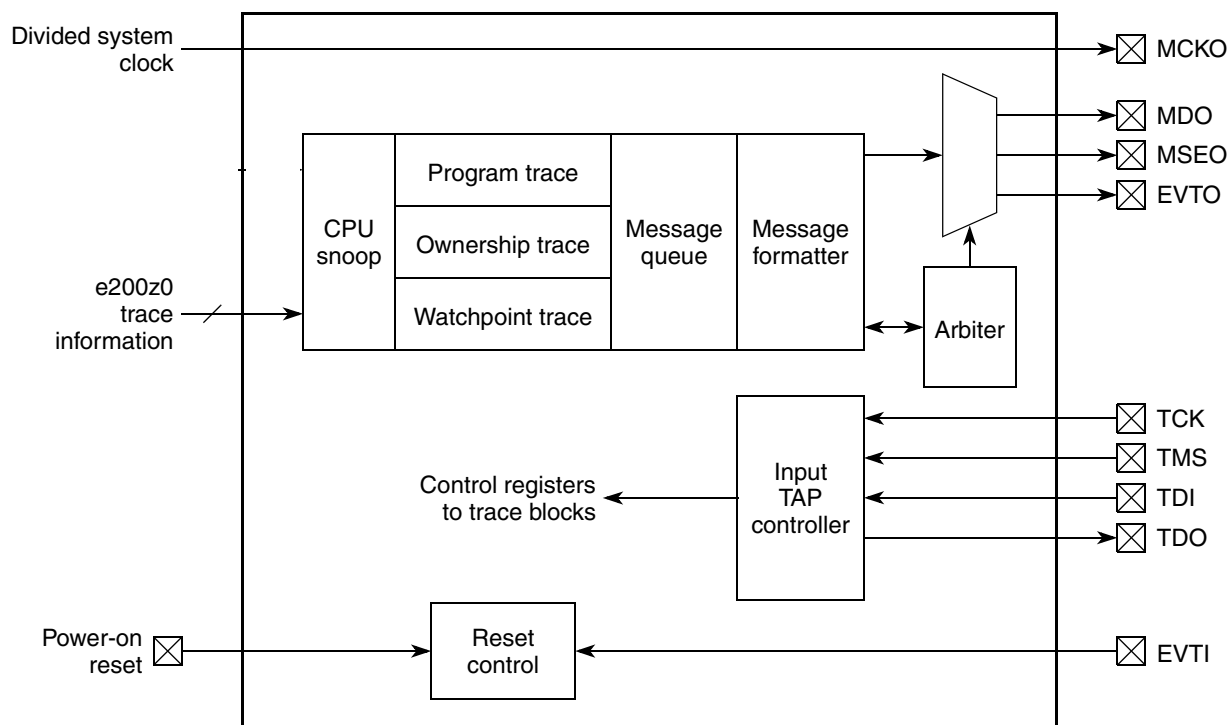 Divided system
clock
MCKO
MDO
MSEO
EVTO
CPU
snoop
Program trace
Ownership trace
Watchpoint trace
Message
queue
Message
formatter
Arbiter
e200z0
trace
information
TCK
TMS
TDI
TDO
Input
TAP
controller
Control registers
to trace blocks
Power-on
reset
Reset
control
EVTI